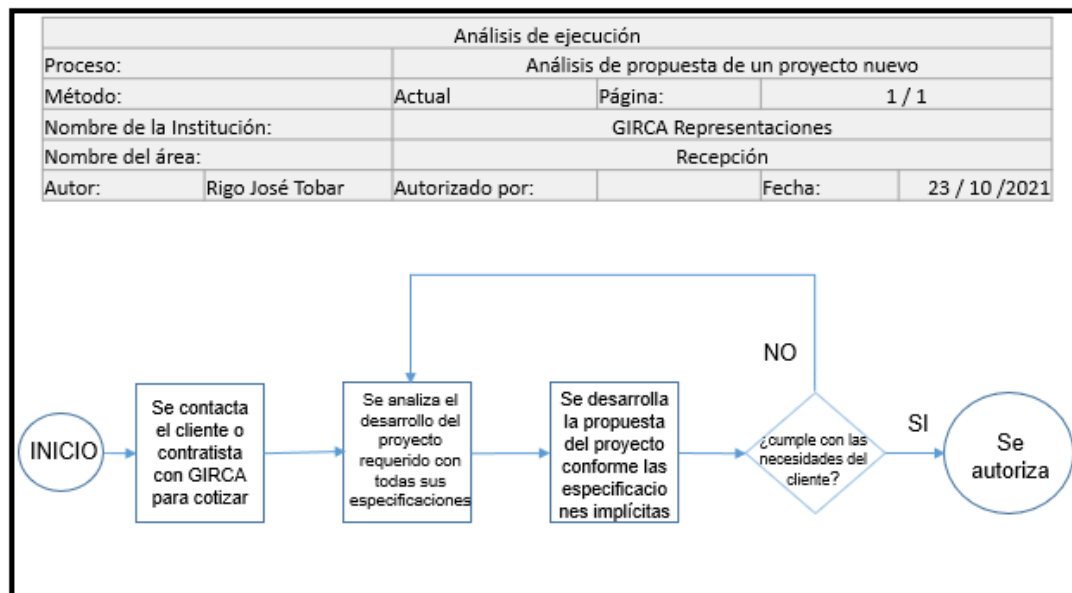 Análisis de ejecución
Proceso: Análisis de propuesta de un proyecto nuevo
Método: Actual Página: 1 / 1
Nombre de la Institución: GIRCA Representaciones
Nombre del área: Recepción
Autor: Rigo José Tobar Autorizado por: Fecha: 23 / 10 /2021
INICIO
Se contacta
el cliente o
contratista
con GIRCA
para cotizar
Se analiza el
desarrollo del
proyecto
requerido con
todas sus
especificaciones
Se desarrolla
la propuesta
del proyecto
conforme las
especificacio
nes implícitas
¿cumple con las
necesidades del
cliente?
NO
SI
Se
autoriza